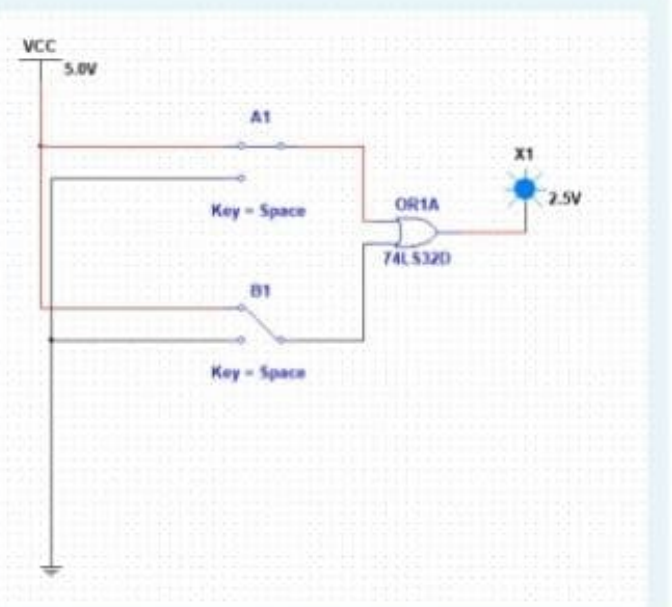 VCC
5.0V
A1
Key = Space
X1
2.5V
OR1A
74LS32D
B1
Key = Space